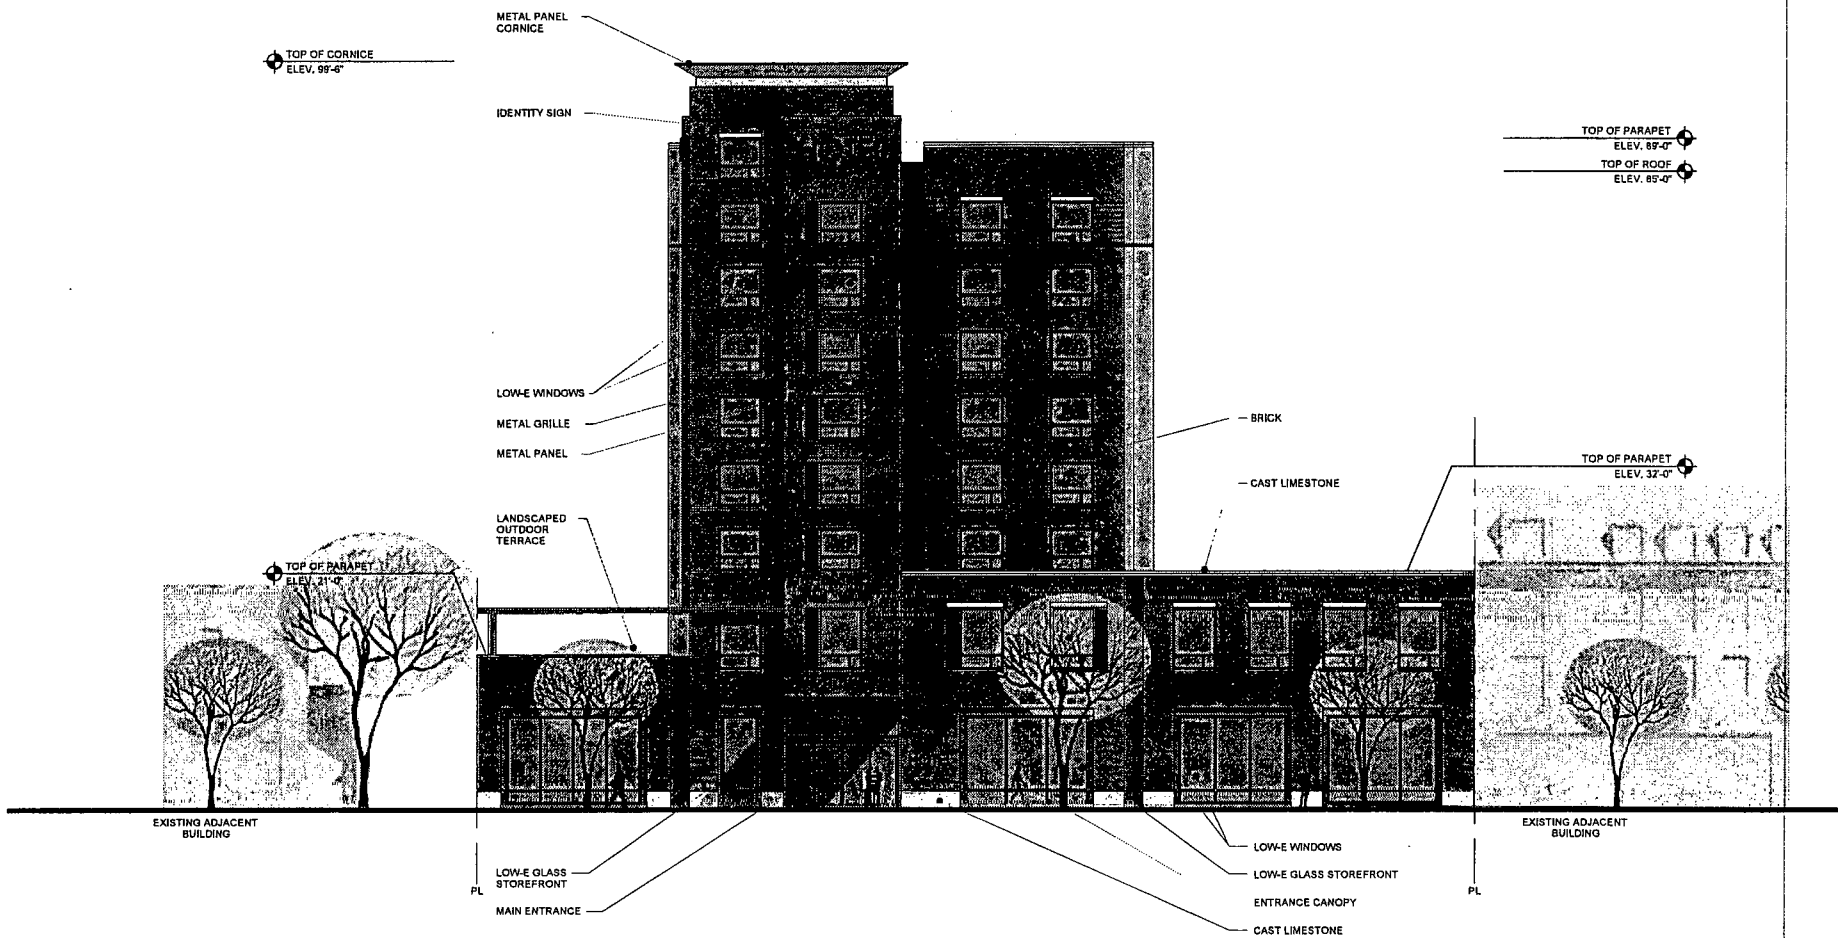 METAL PANEL
CORNICE
TOP OF CORNICE
ELEV. 99'-6"
IDENTITY SIGN
TOP OF PARAPET
ELEV. 89'-0"
TOP OF ROOF
ELEV. 85'-0"
LOW-E WINDOWS
METAL GRILLE
METAL PANEL
BRICK
TOP OF PARAPET
ELEV. 32'-0"
CAST LIMESTONE
LANDSCAPED
OUTDOOR
TERRACE
TOP OF PARAPET
ELEV. 21'-0"
EXISTING ADJACENT
BUILDING
EXISTING ADJACENT
BUILDING
LOW-E GLASS
STOREFRONT
MAIN ENTRANCE
PL
LOW-E WINDOWS
LOW-E GLASS STOREFRONT
ENTRANCE CANOPY
CAST LIMESTONE
PL